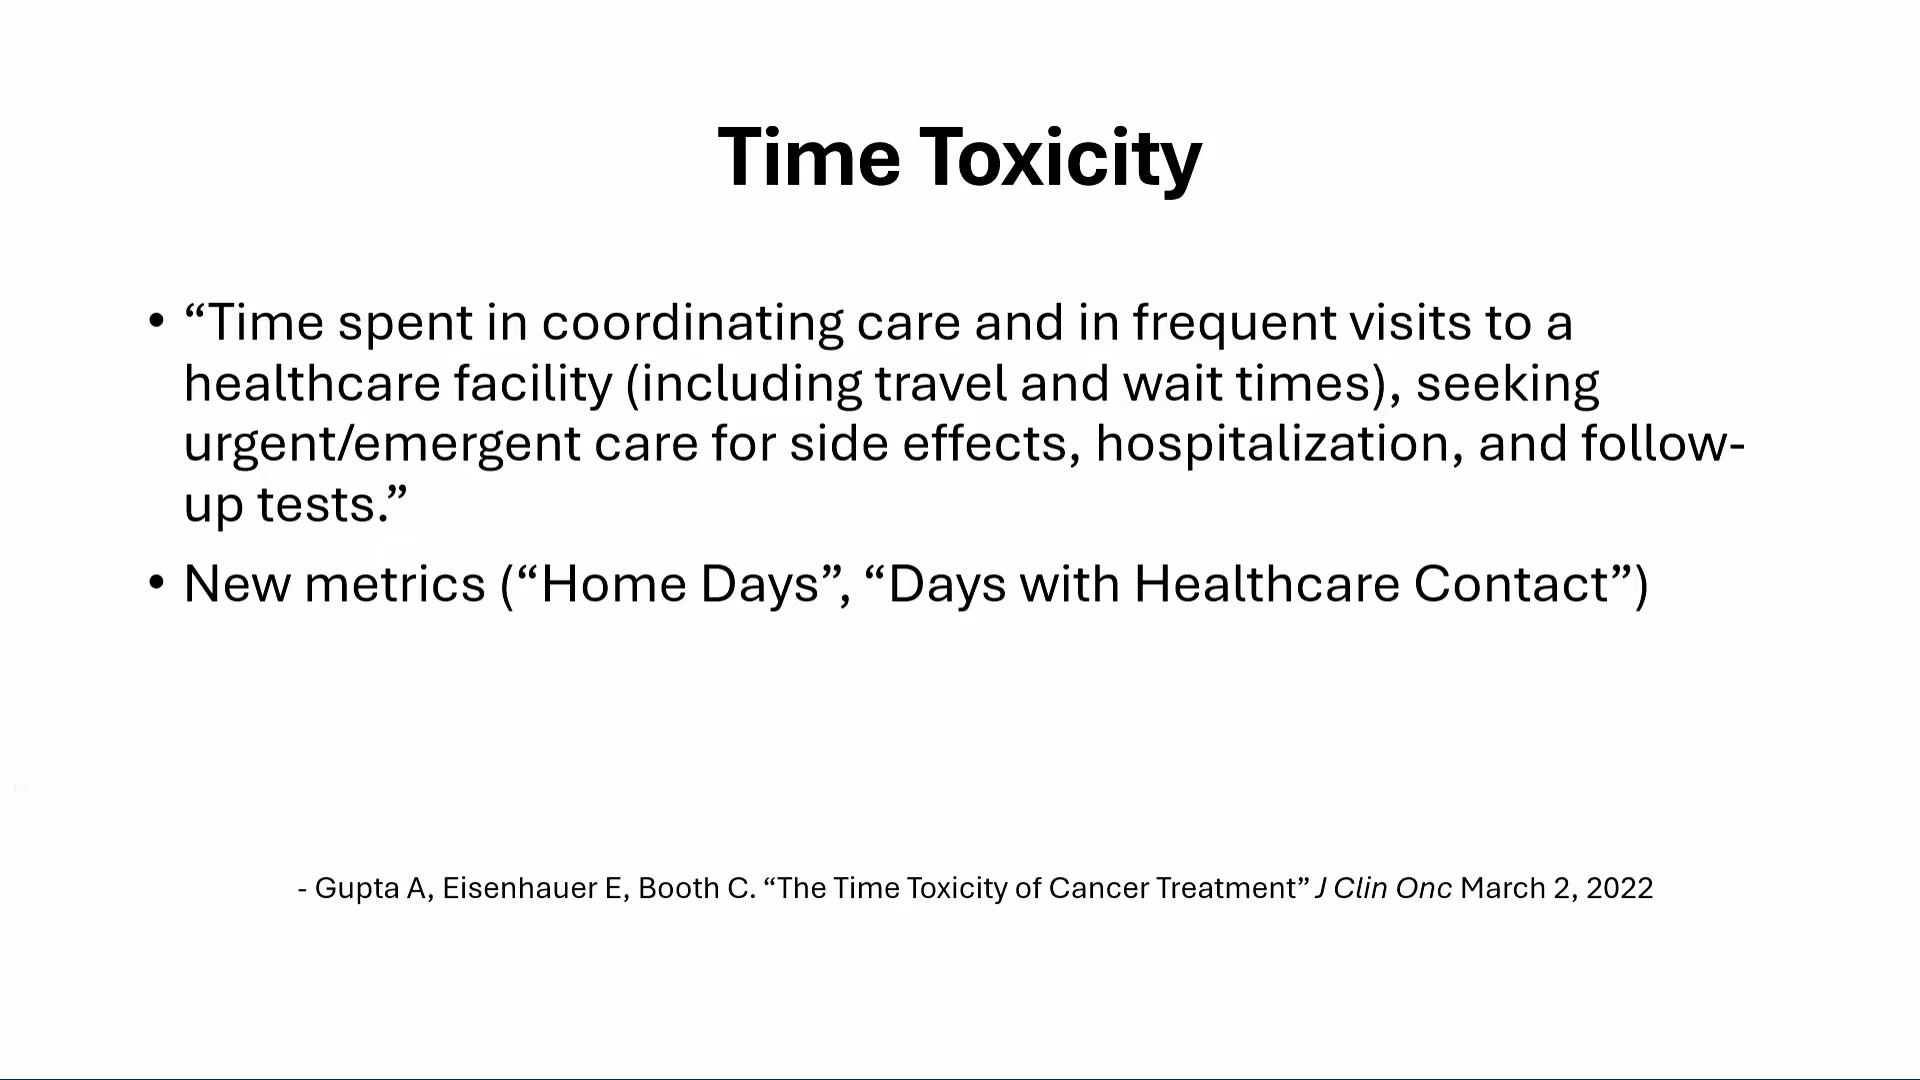 Time Toxicity
• “Time spent in coordinating care and in frequent visits to a
healthcare facility (including travel and wait times), seeking
urgent/emergent care for side effects, hospitalization, and follow-
up tests.”
• New metrics (“Home Days”, “Days with Healthcare Contact”)
- Gupta A, Eisenhauer E, Booth C. “The Time Toxicity of Cancer Treatment” J Clin Onc March 2, 2022